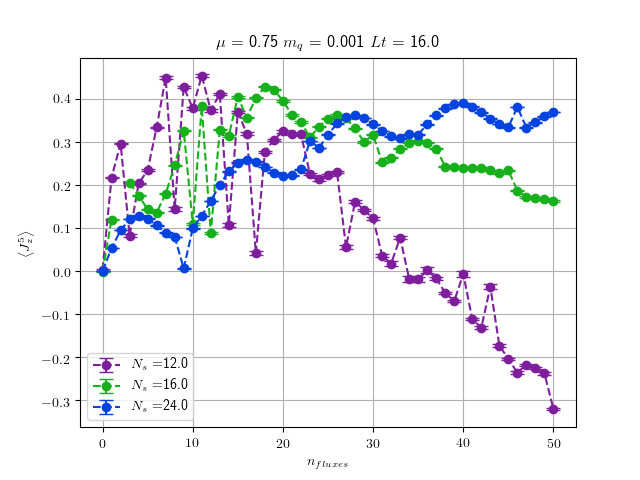 μ = 0.75 m_q = 0.001 Lt = 16.0
⟨J_z^5⟩
0.4
0.3
0.2
0.1
0.0
−0.1
−0.2
−0.3
N_s =12.0
N_s =16.0
N_s =24.0
0 10 20 30 40 50
n_{fluxes}